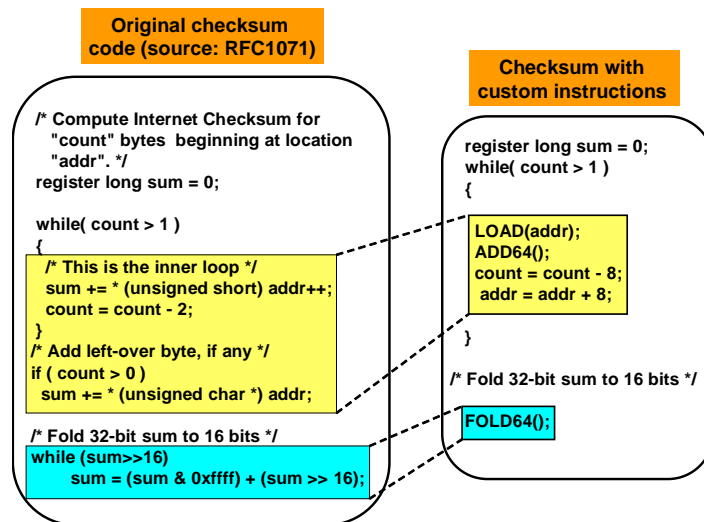 Original checksum
code (source: RFC1071)
/* Compute Internet Checksum for
"count" bytes beginning at location
"addr". */
register long sum = 0;
while( count > 1 )
{
/* This is the inner loop */
sum += * (unsigned short) addr++;
count = count - 2;
}
/* Add left-over byte, if any */
if ( count > 0 )
sum += * (unsigned char *) addr;
/* Fold 32-bit sum to 16 bits */
while (sum>>16)
sum = (sum & 0xffff) + (sum >> 16);
Checksum with
custom instructions
register long sum = 0;
while( count > 1 )
{
LOAD(addr);
ADD64();
count = count - 8;
addr = addr + 8;
}
/* Fold 32-bit sum to 16 bits */
FOLD64();